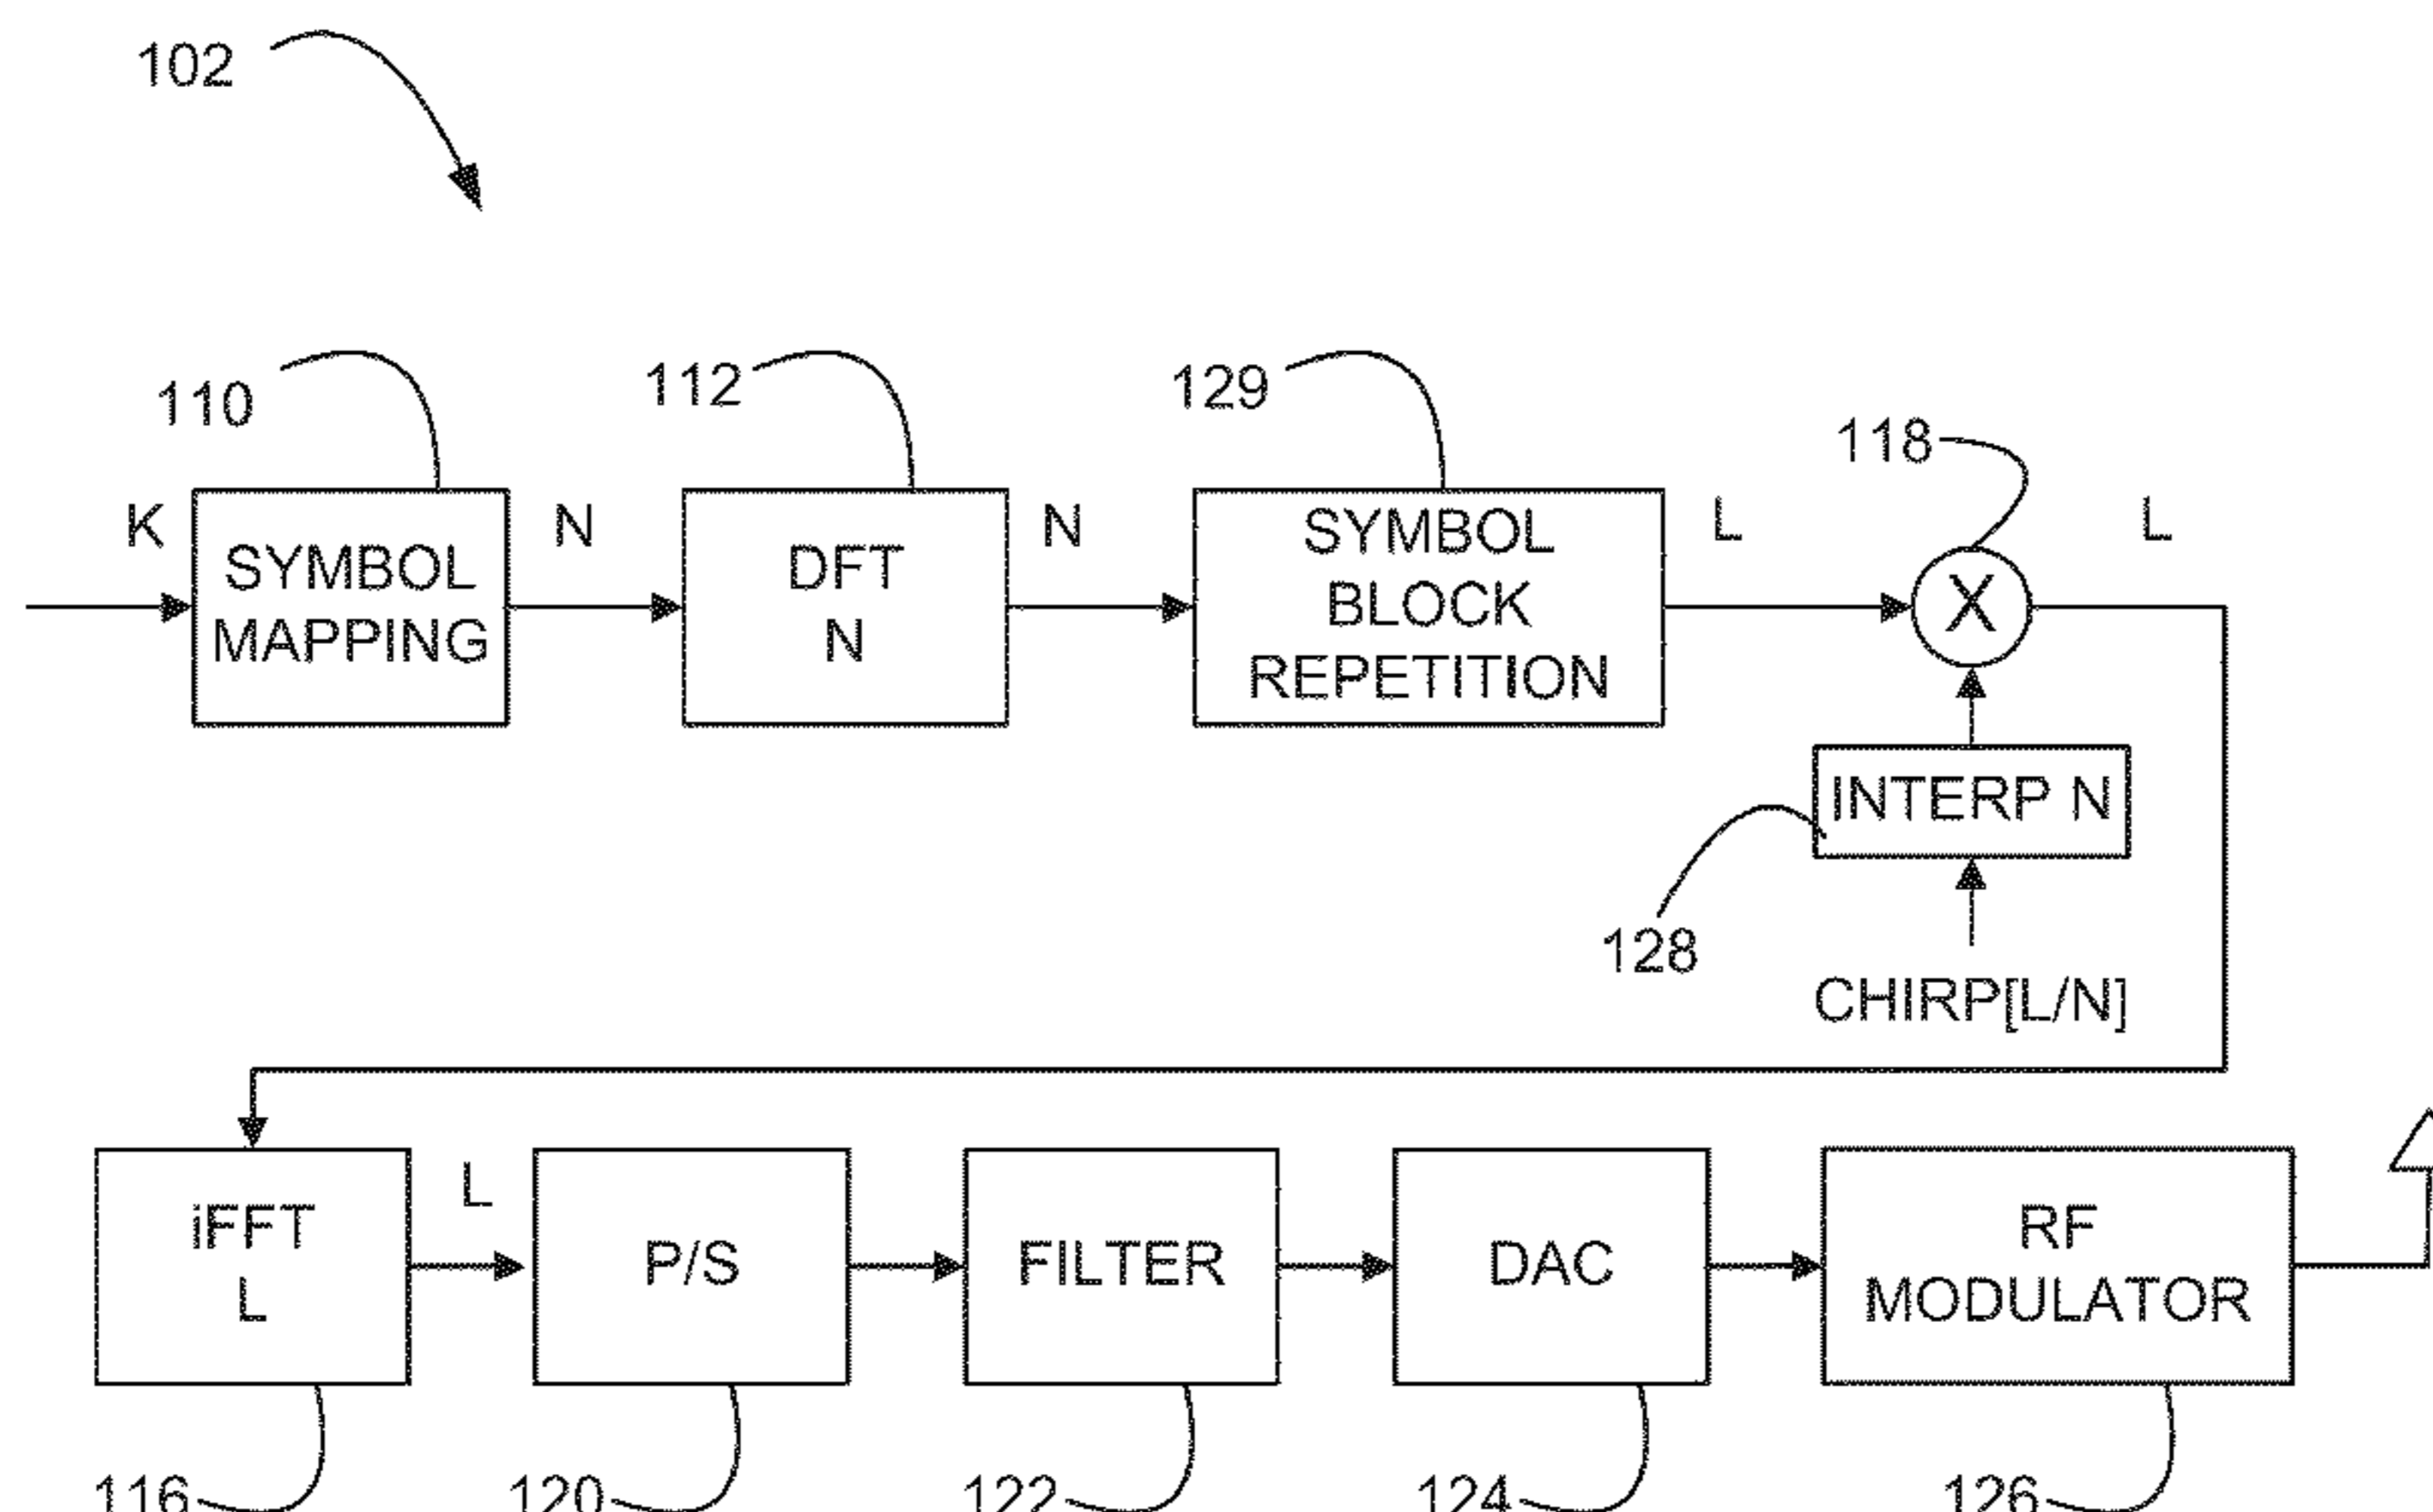 102
110
112
129
118
K
N
N
L
L
SYMBOL
MAPPING
DFT
N
SYMBOL
BLOCK
REPETITION
X
INTERP N
128
CHIRP[L/N]
iFFT
L
L
P/S
FILTER
DAC
RF
MODULATOR
116
120
122
124
126